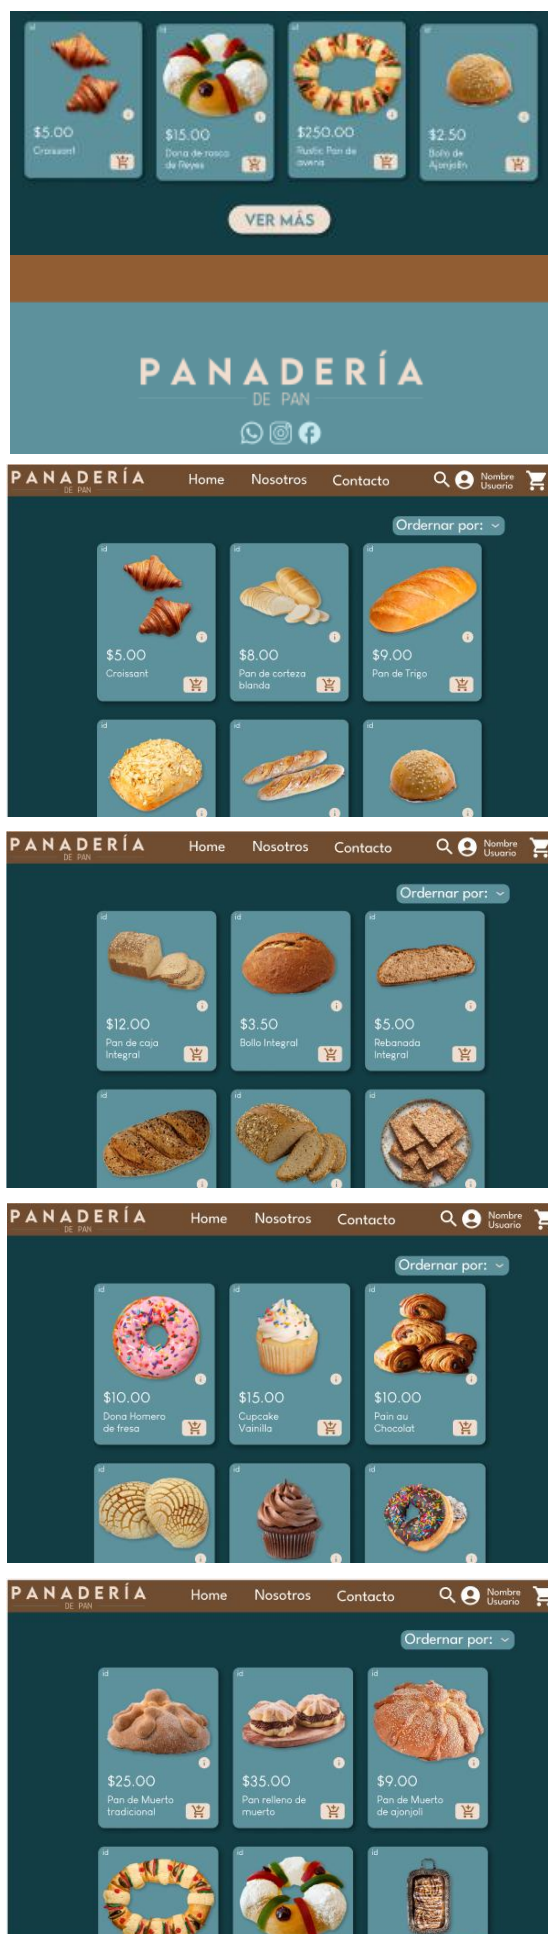 id id id id
$5.00 $15.00 $250.00 $2.50
Croissant Dona de rosca Rustic Pan de Bollo de
de Reyes avena Ajonjolín
VER MÁS
PANADERÍA
DE PAN
PANADERÍA Home Nosotros Contacto Nombre
DE PAN Usuario
Ordernar por:
id id id
$5.00 $8.00 $9.00
Croissant Pan de corteza Pan de Trigo
blanda
id id id
PANADERÍA Home Nosotros Contacto Nombre
DE PAN Usuario
Ordernar por:
id id id
$12.00 $3.50 $5.00
Pan de caja Bollo Integral Rebanada
Integral Integral
id id id
PANADERÍA Home Nosotros Contacto Nombre
DE PAN Usuario
Ordernar por:
id id id
$10.00 $15.00 $10.00
Dona Homero Cupcake Pain au
de fresa Vainilla Chocolat
id id id
PANADERÍA Home Nosotros Contacto Nombre
DE PAN Usuario
Ordernar por:
id id id
$25.00 $35.00 $9.00
Pan de Muerto Pan relleno de Pan de Muerto
tradicional muerto de ajonjolí
id id id